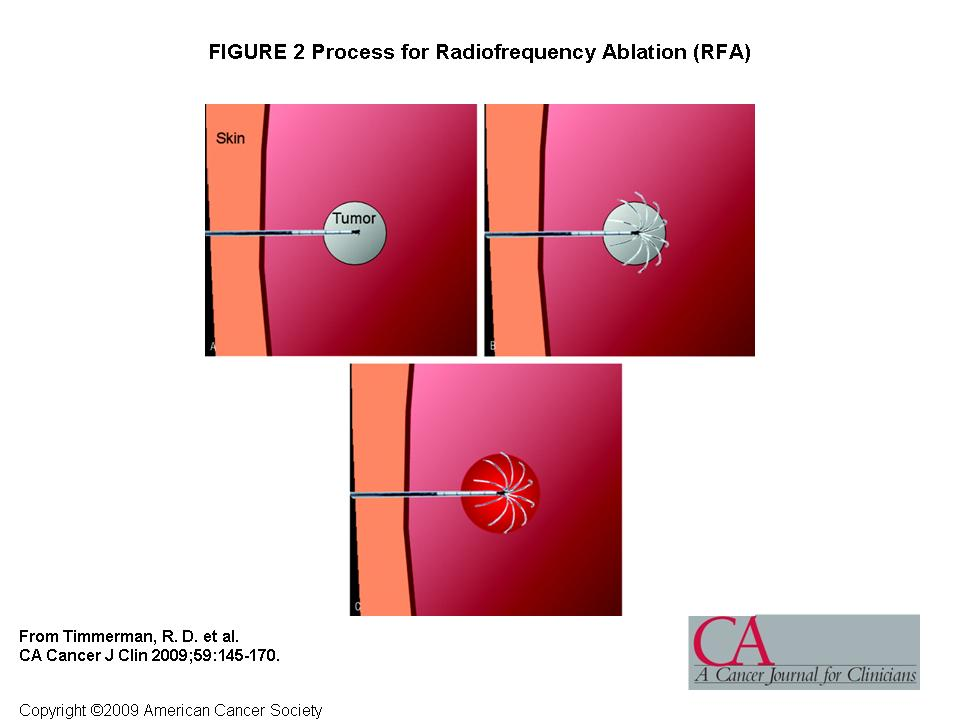 FIGURE 2 Process for Radiofrequency Ablation (RFA)
Skin
Tumor
A
B
C
From Timmerman, R. D. et al.
CA Cancer J Clin 2009;59:145-170.
CA
A Cancer Journal for Clinicians
Copyright ©2009 American Cancer Society